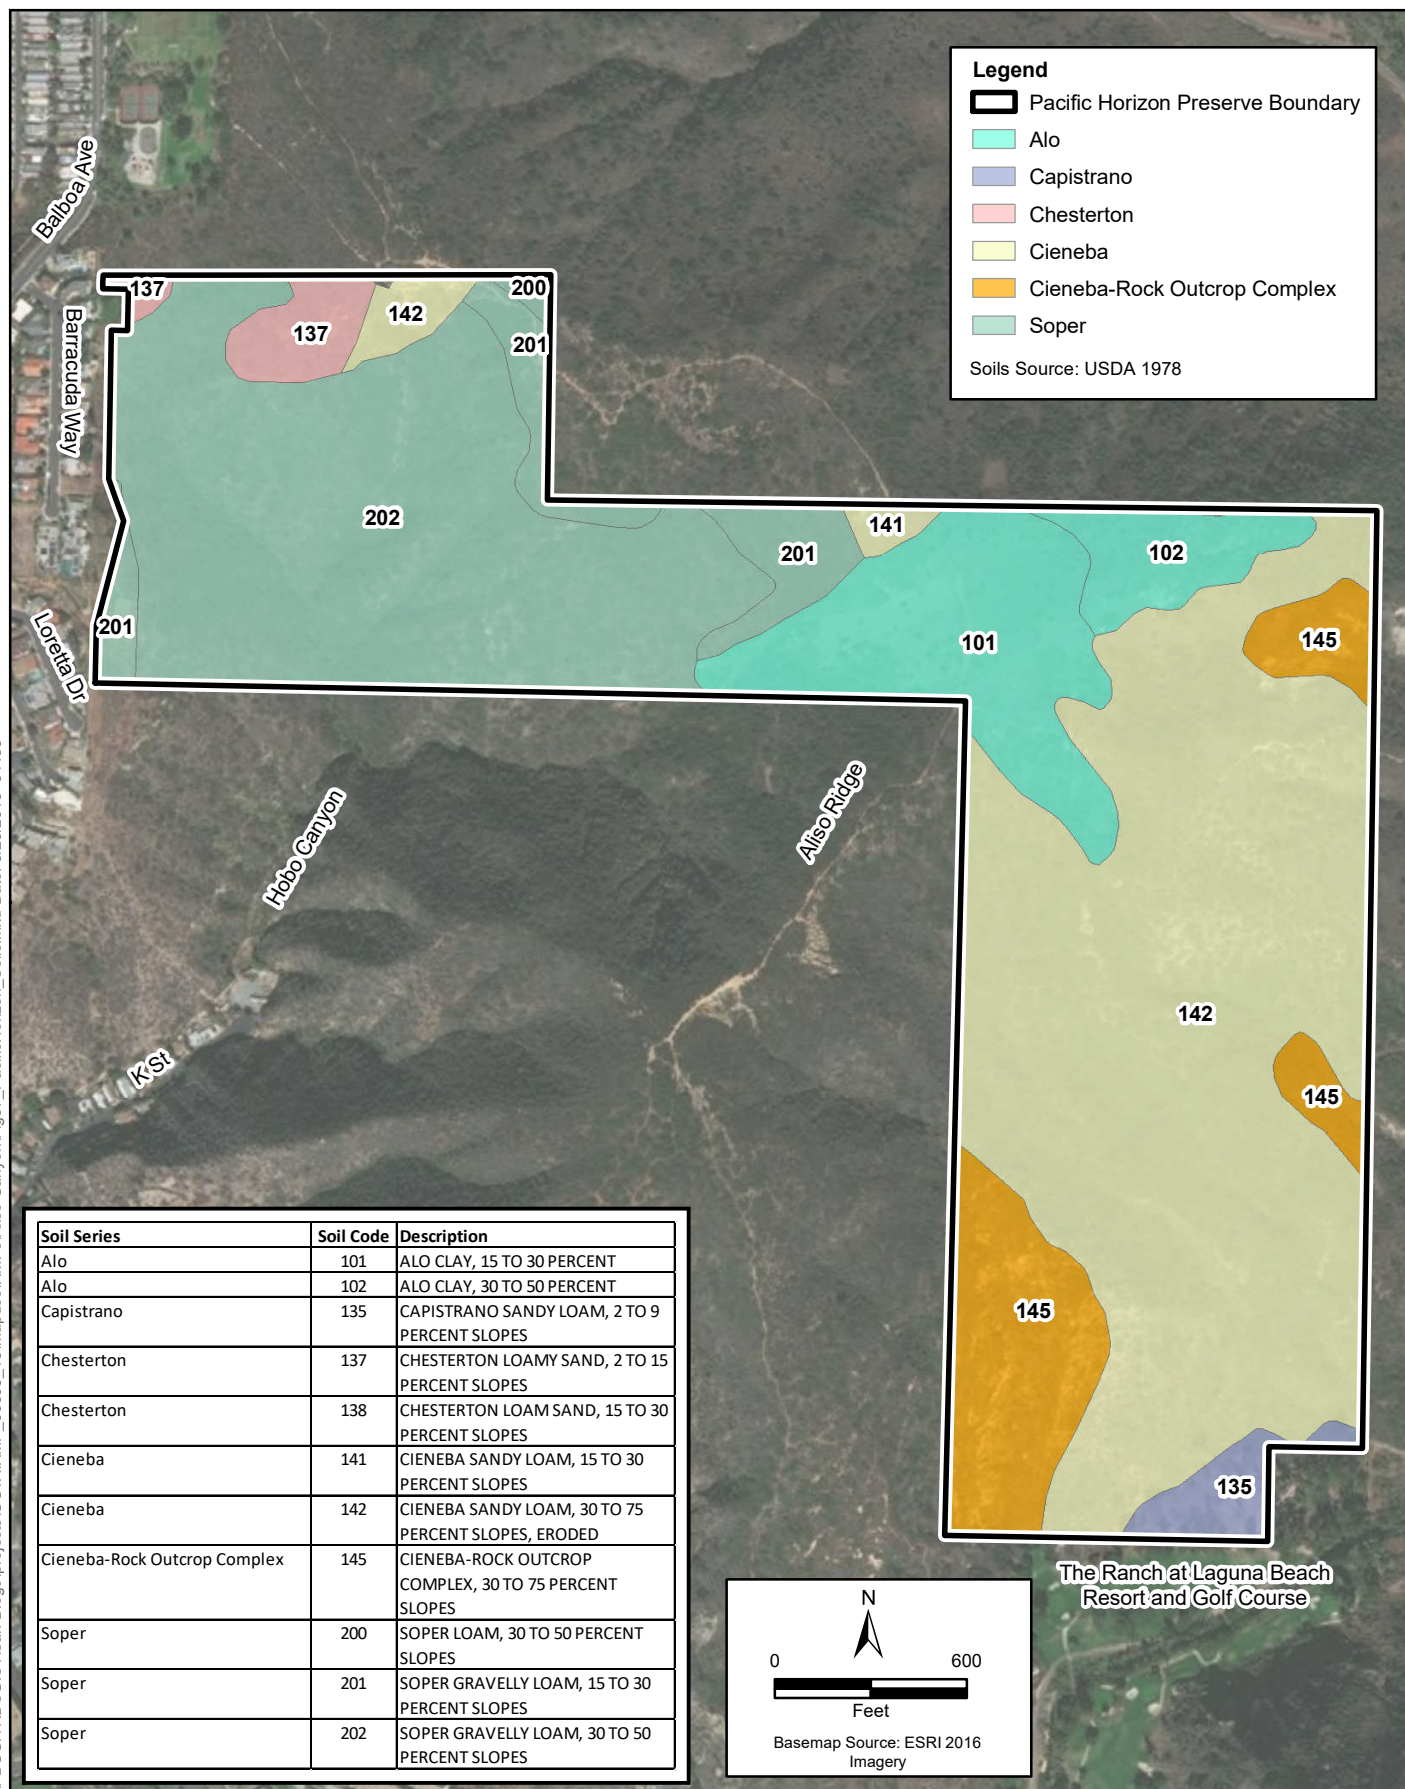 Legend
Pacific Horizon Preserve Boundary
Alo
Capistrano
Chesterton
Cieneba
Cieneba-Rock Outcrop Complex
Soper
Soils Source: USDA 1978
Balboa Ave
Barracuda Way
Loretta Dr
137
137
142
200
201
202
201
141
102
201
101
145
Hobo Canyon
Aliso Ridge
K St
142
145
145
135
The Ranch at Laguna Beach
Resort and Golf Course
Soil Series Soil Code Description
Alo 101 ALO CLAY, 15 TO 30 PERCENT
Alo 102 ALO CLAY, 30 TO 50 PERCENT
Capistrano 135 CAPISTRANO SANDY LOAM, 2 TO 9
PERCENT SLOPES
Chesterton 137 CHESTERTON LOAMY SAND, 2 TO 15
PERCENT SLOPES
Chesterton 138 CHESTERTON LOAM SAND, 15 TO 30
PERCENT SLOPES
Cieneba 141 CIENEBA SANDY LOAM, 15 TO 30
PERCENT SLOPES
Cieneba 142 CIENEBA SANDY LOAM, 30 TO 75
PERCENT SLOPES, ERODED
Cieneba-Rock Outcrop Complex 145 CIENEBA-ROCK OUTCROP
COMPLEX, 30 TO 75 PERCENT
SLOPES
Soper 200 SOPER LOAM, 30 TO 50 PERCENT
SLOPES
Soper 201 SOPER GRAVELLY LOAM, 15 TO 30
PERCENT SLOPES
Soper 202 SOPER GRAVELLY LOAM, 30 TO 50
PERCENT SLOPES
N
0 600
Feet
Basemap Source: ESRI 2016
Imagery